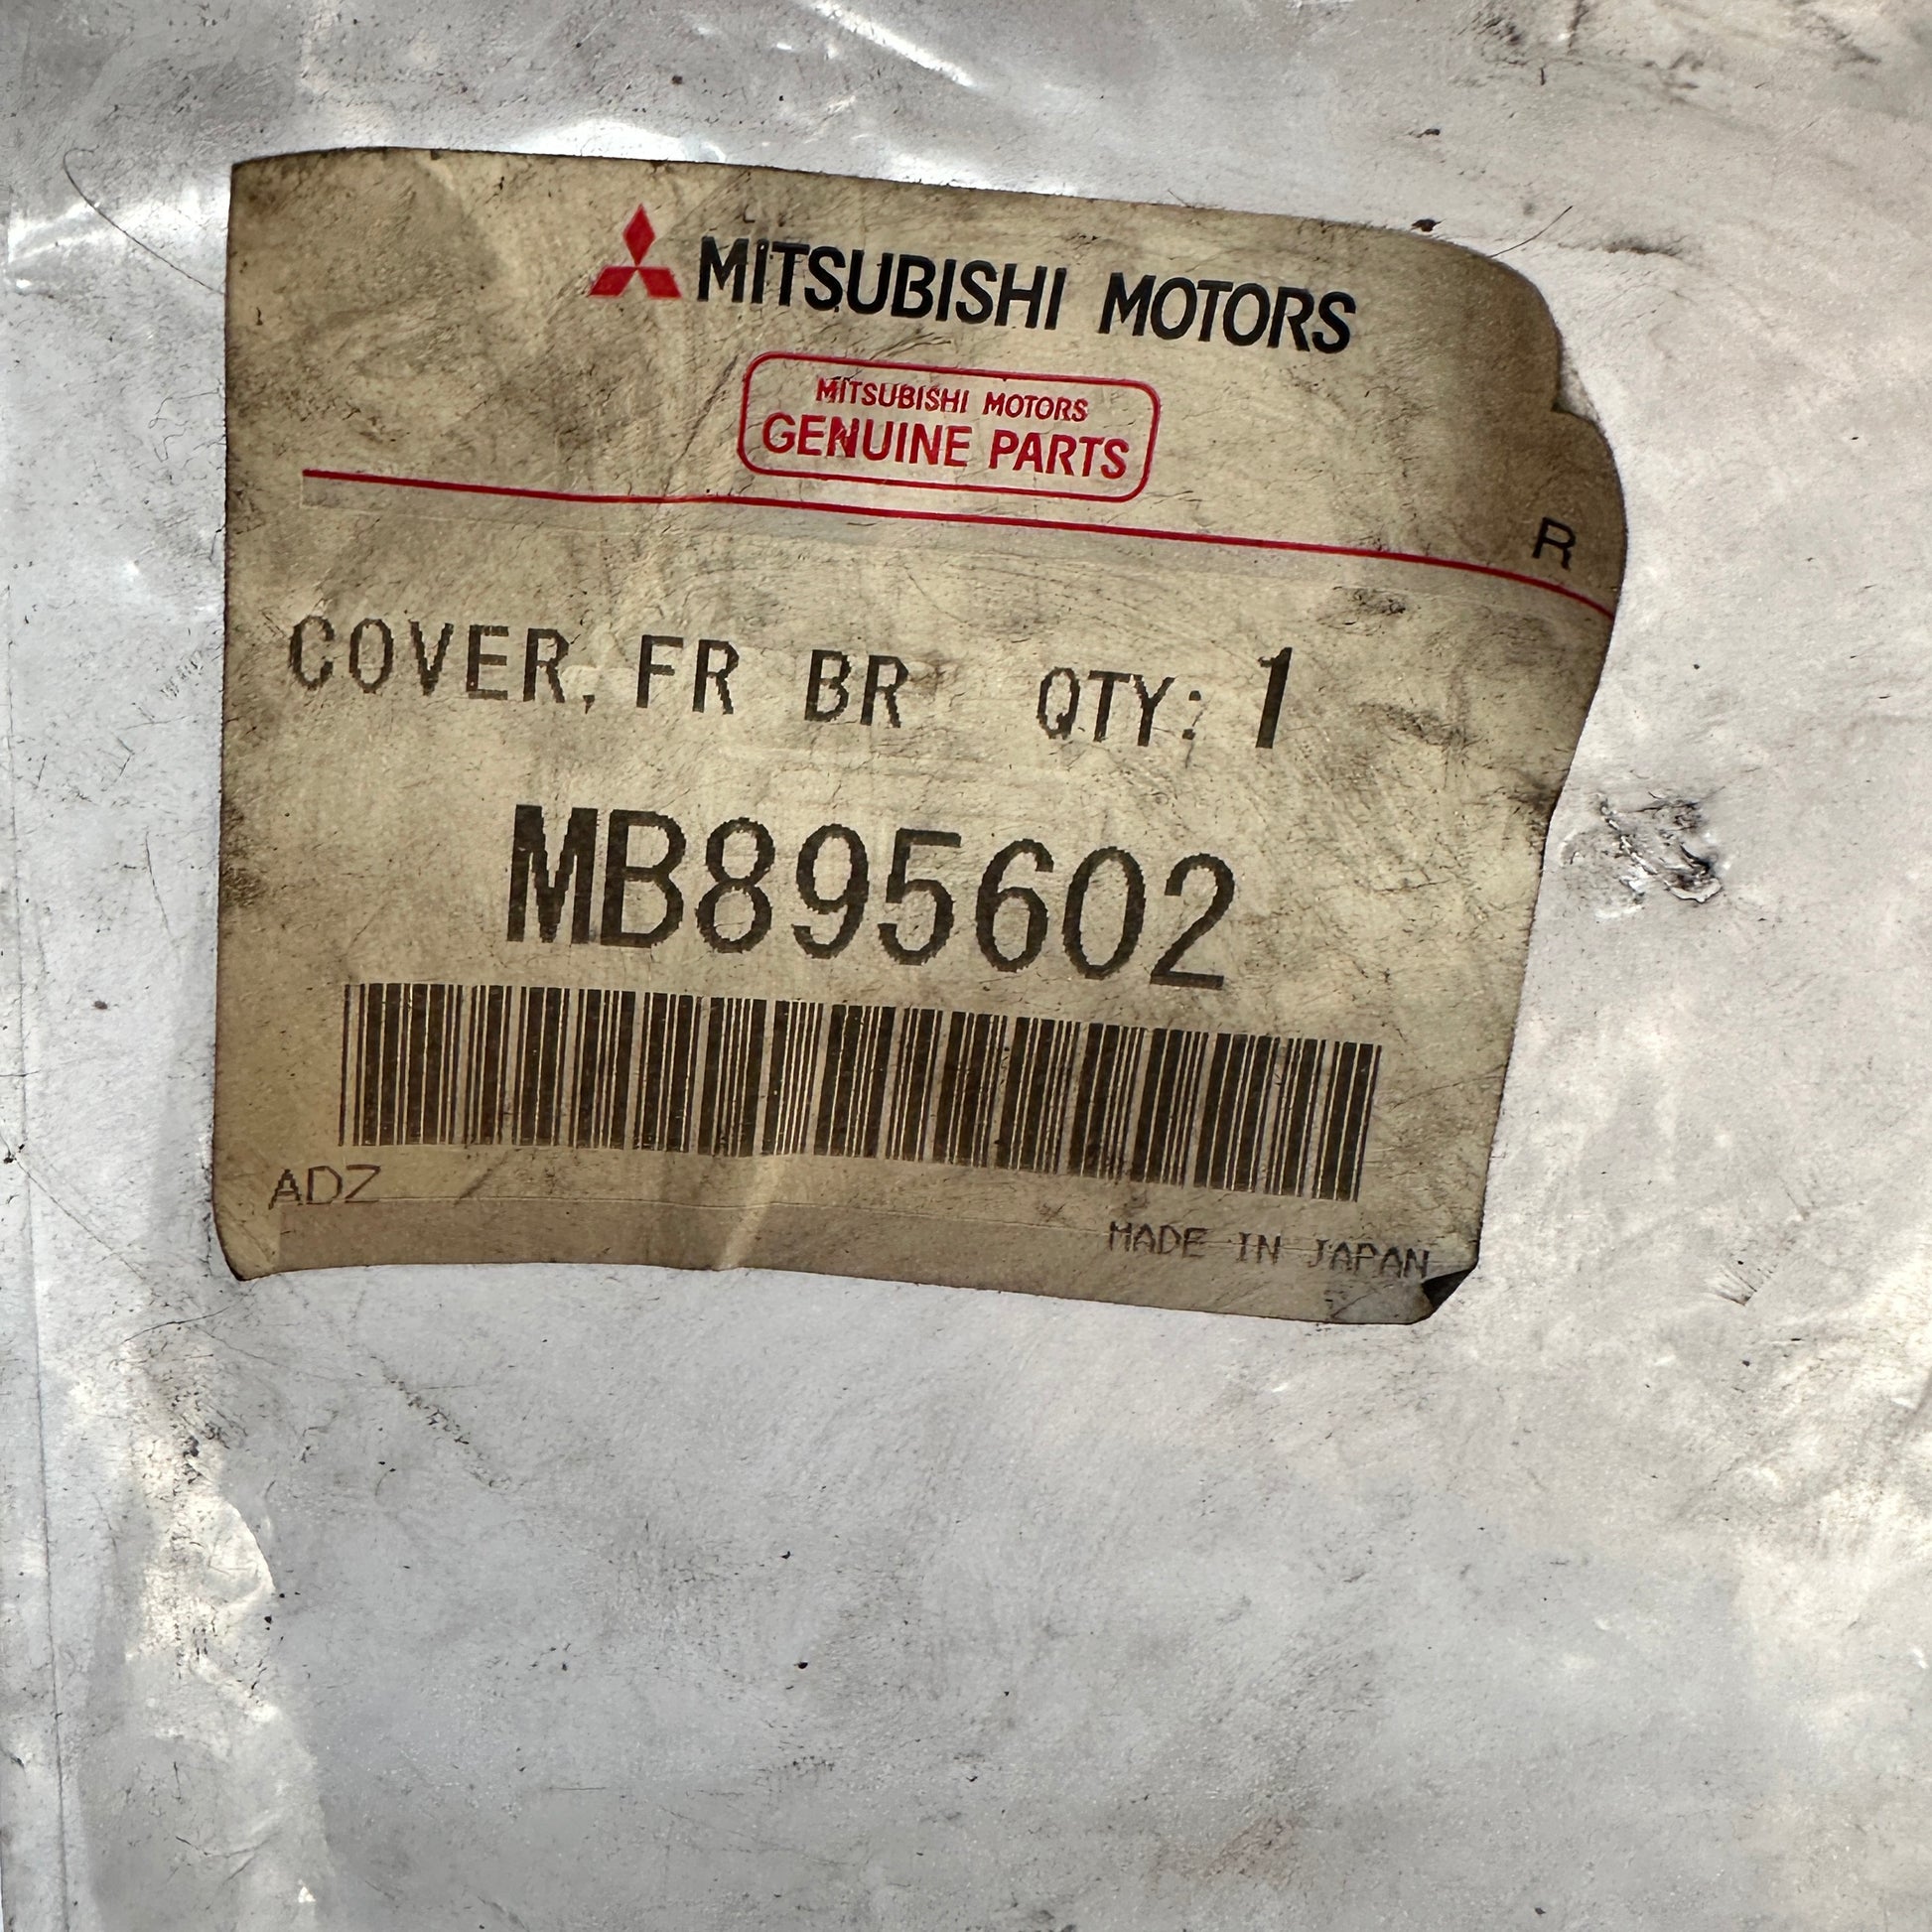 MITSUBISHI MOTORS
MITSUBISHI MOTORS
GENUINE PARTS
R
COVER, FR BR QTY: 1
MB895602
ADZ
MADE IN JAPAN